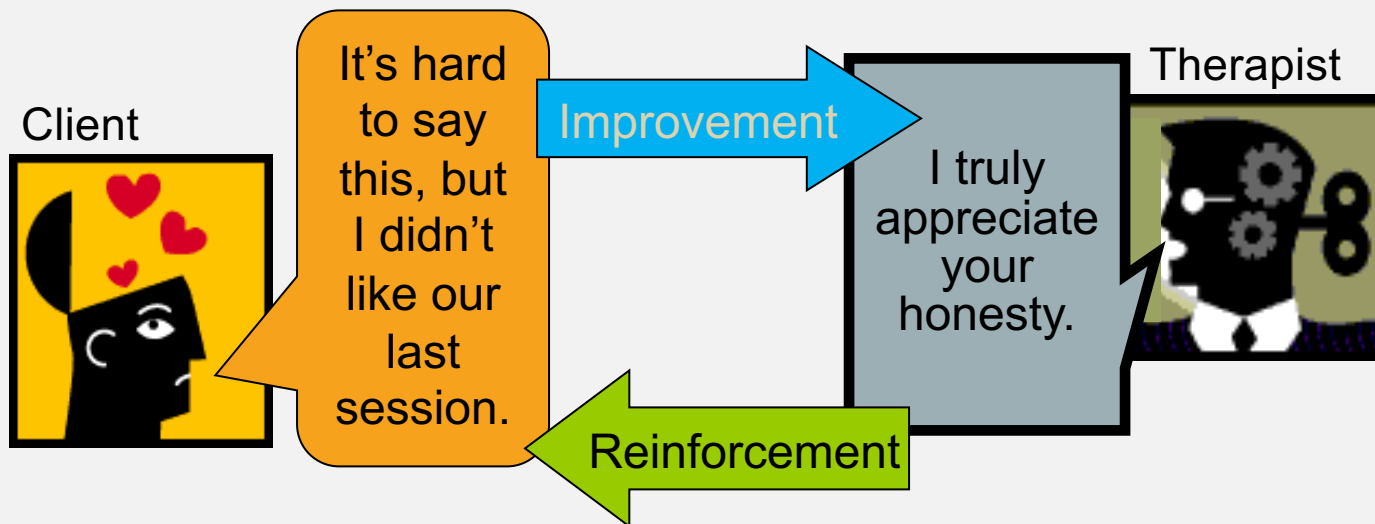 Client
It’s hard
to say
this, but
I didn’t
like our
last
session.
Improvement
Therapist
I truly
appreciate
your
honesty.
Reinforcement